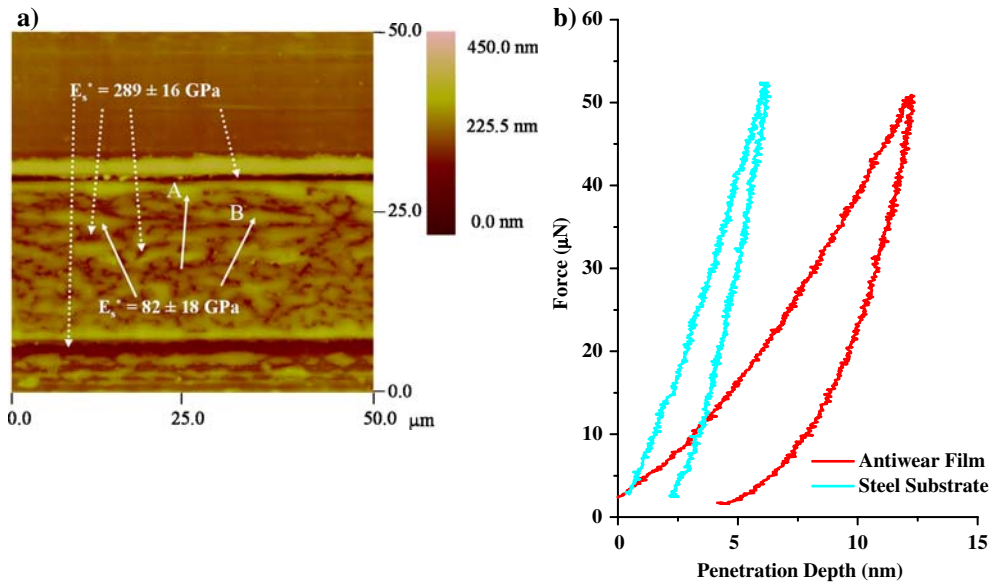 a)
50.0
25.0
0.0
0.0
25.0
50.0
µm
450.0 nm
225.5 nm
0.0 nm
Es* = 289 ± 16 GPa
A
B
Es* = 82 ± 18 GPa
b)
60
50
40
30
20
10
0
Force (µN)
0
5
10
15
Penetration Depth (nm)
Antiwear Film
Steel Substrate